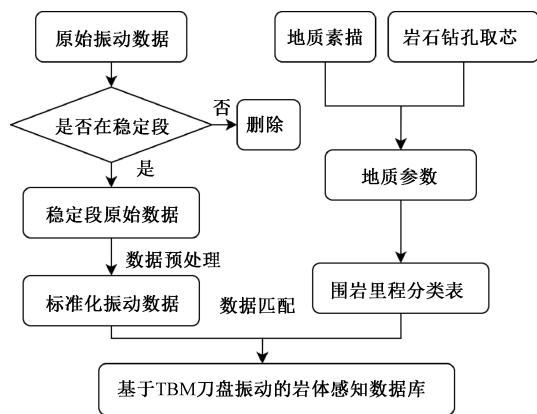 原始振动数据
是否在稳定段
否
删除
是
稳定段原始数据
数据预处理
标准化振动数据
地质素描
岩石钻孔取芯
地质参数
围岩里程分类表
数据匹配
基于TBM刀盘振动的岩体感知数据库